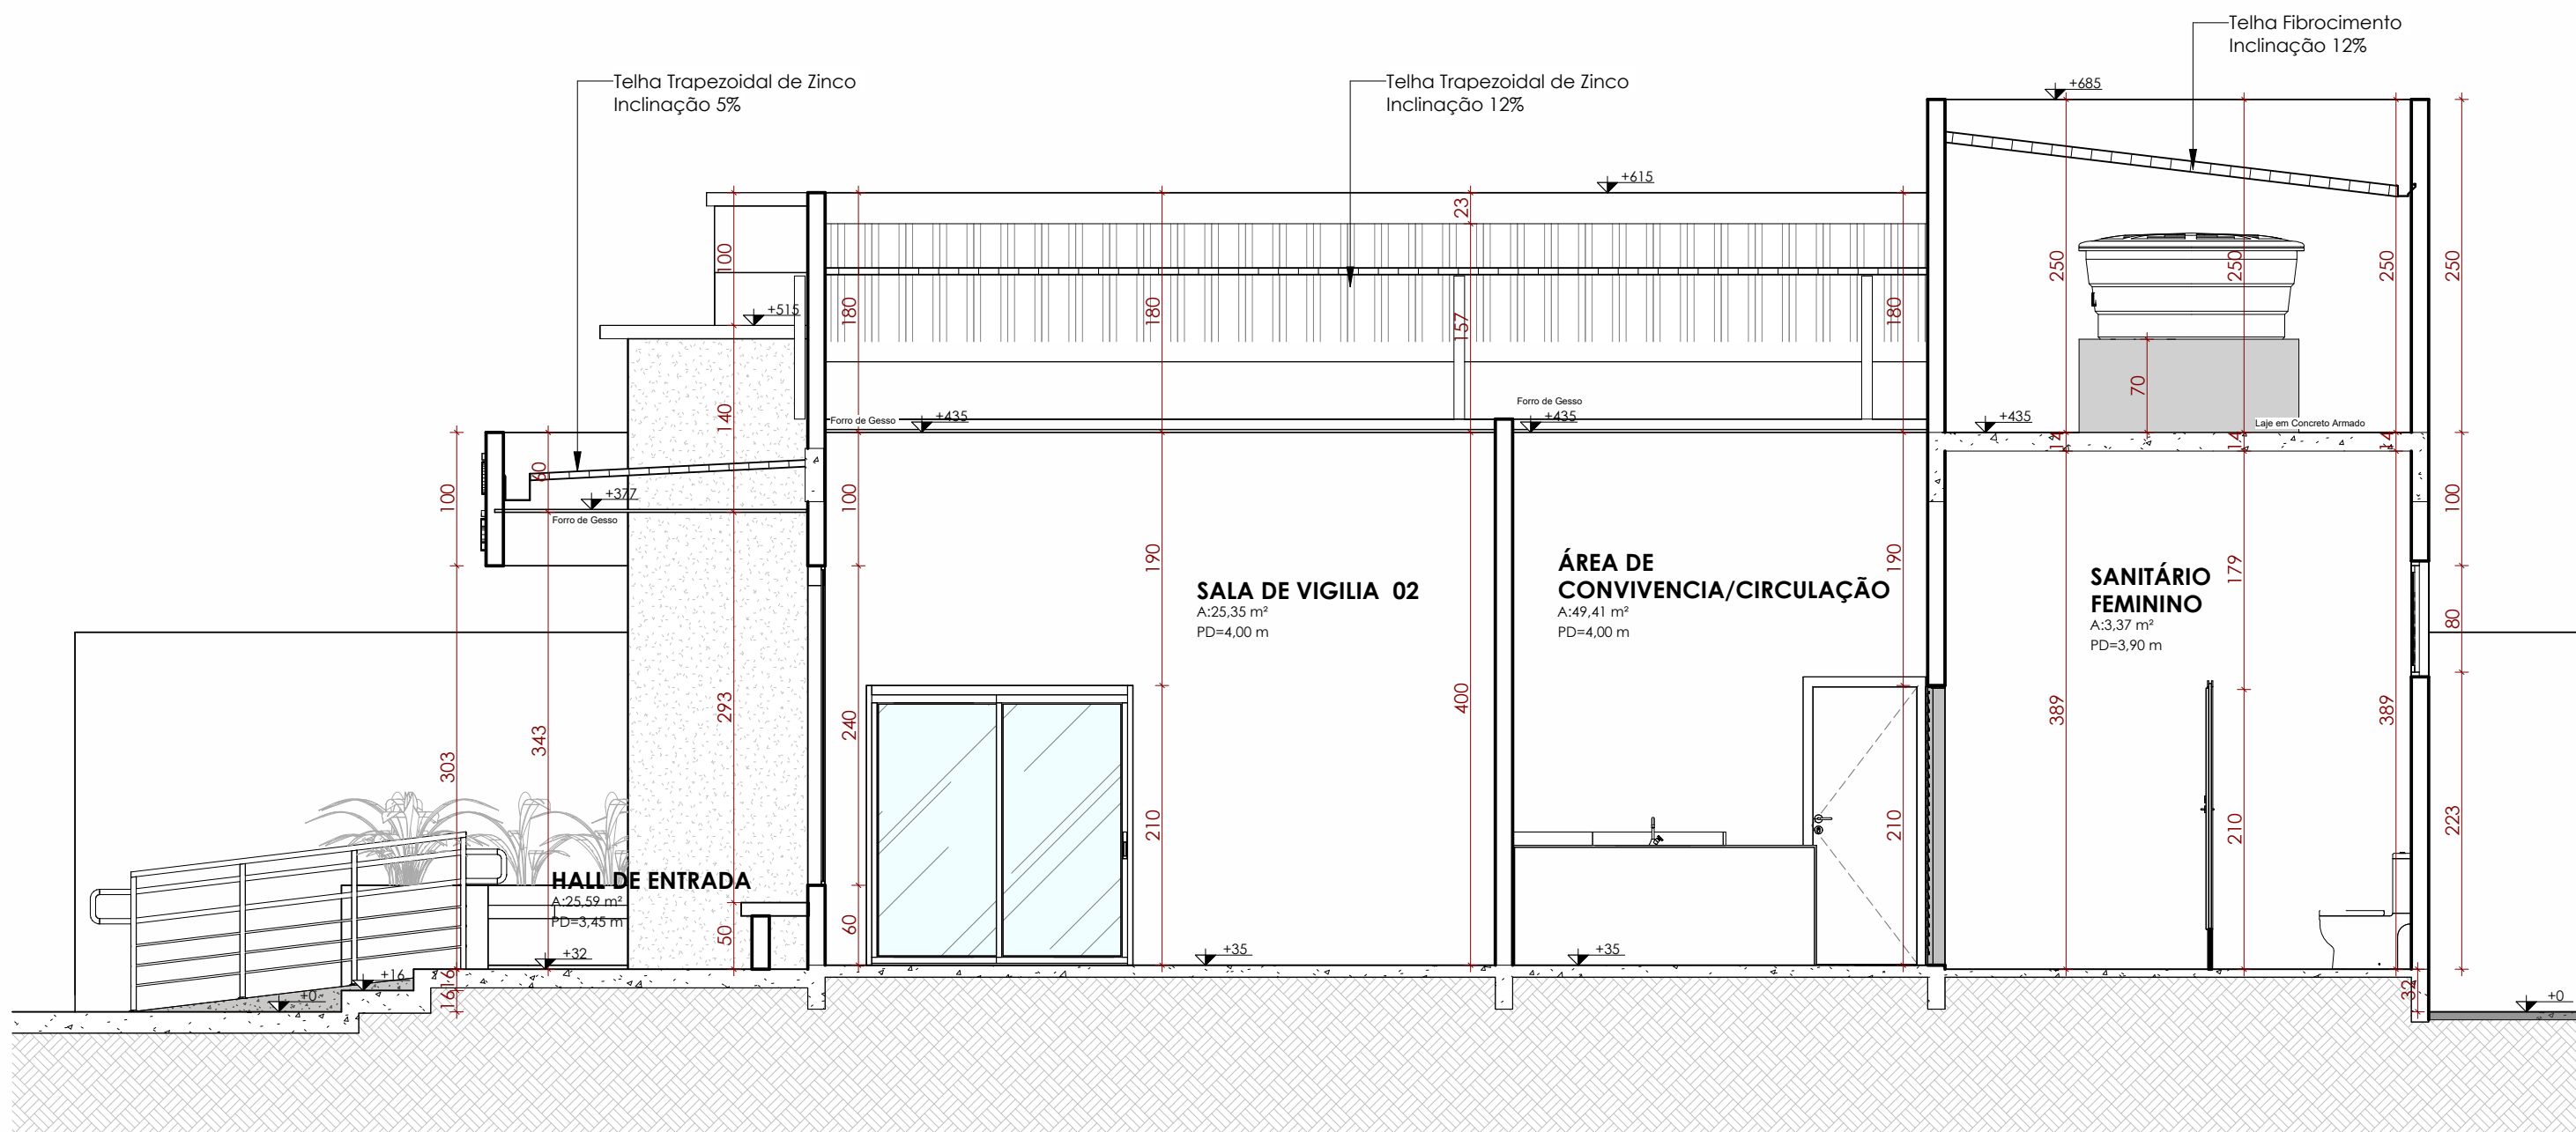 Telha Fibrocimento
Inclinação 12%
Telha Trapezoidal de Zinco
Inclinação 5%
Telha Trapezoidal de Zinco
Inclinação 12%
+685
+615
23
100
250
250
250
250
180
180
157
180
+515
70
140
Forro de Gesso
+435
Forro de Gesso
+435
+435
Laje em Concreto Armado
14
14
14
60
+377
Forro de Gesso
100
100
100
190
190
179
ÁREA DE
CONVIVENCIA/CIRCULAÇÃO
A:49,41 m²
PD=4,00 m
SALA DE VIGILIA 02
A:25,35 m²
PD=4,00 m
SANITÁRIO
FEMININO
A:3,37 m²
PD=3,90 m
80
303
343
293
240
400
389
389
210
210
210
223
HALL DE ENTRADA
A:25,59 m²
PD=3,45 m
50
60
+32
+35
+35
+16
16
16
+0
32
+0